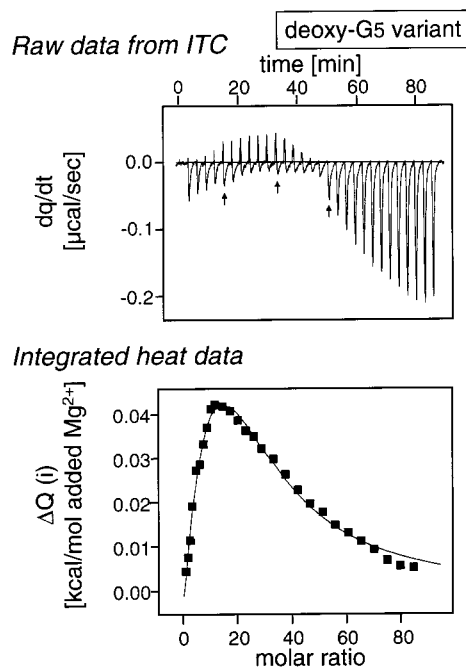 deoxy-G5 variant
Raw data from ITC
time [min]
0 20 40 60 80
0.0
-0.1
-0.2
dq/dt
[µcal/sec]
Integrated heat data
0.04
0.03
0.02
0.01
0.00
ΔQ (i)
[kcal/mol added Mg²⁺]
0 20 40 60 80
molar ratio